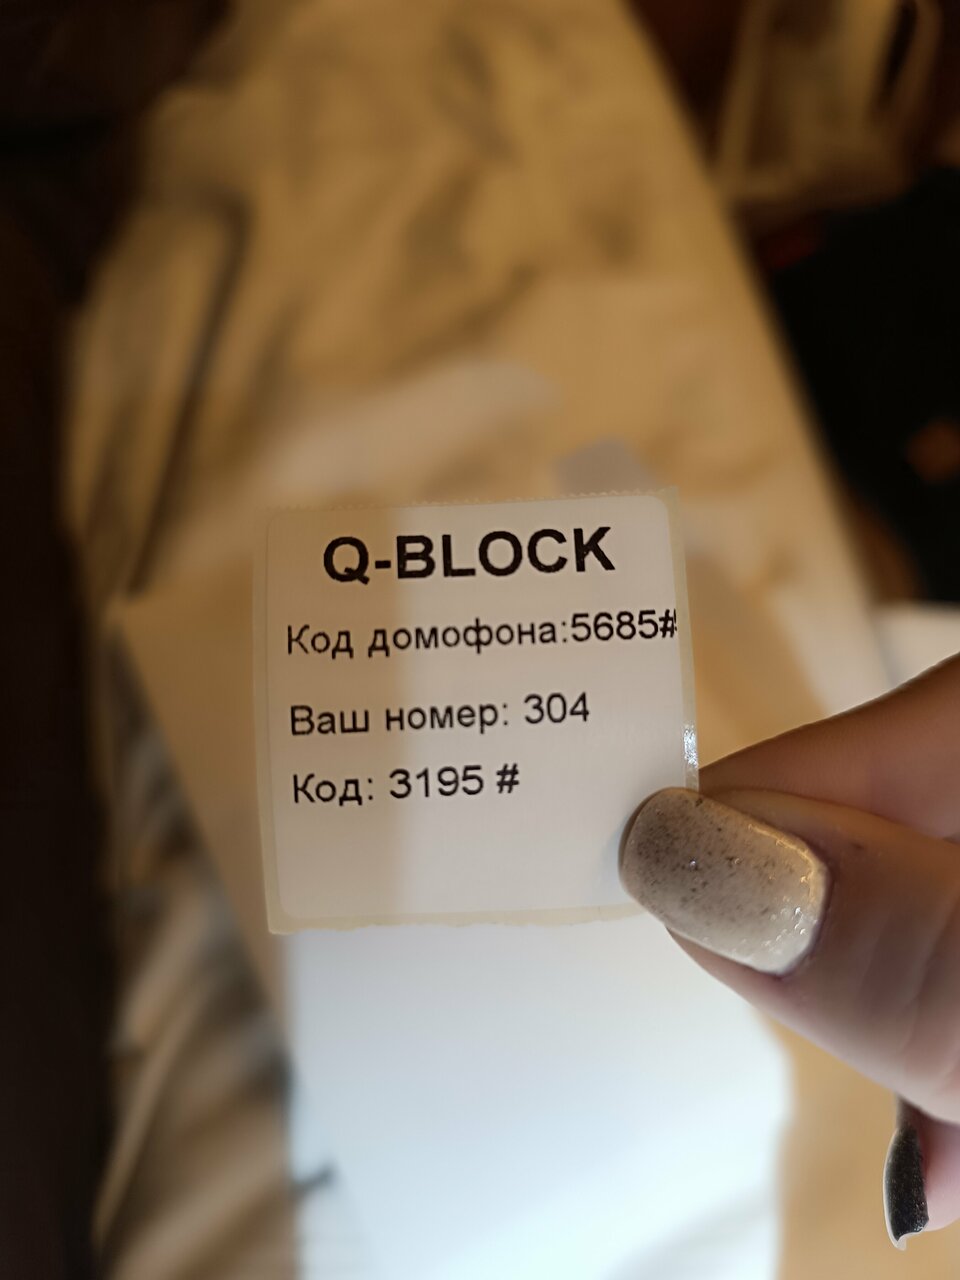 Q-BLOCK
Код домофона:5685#
Ваш номер: 304
Код: 3195 #